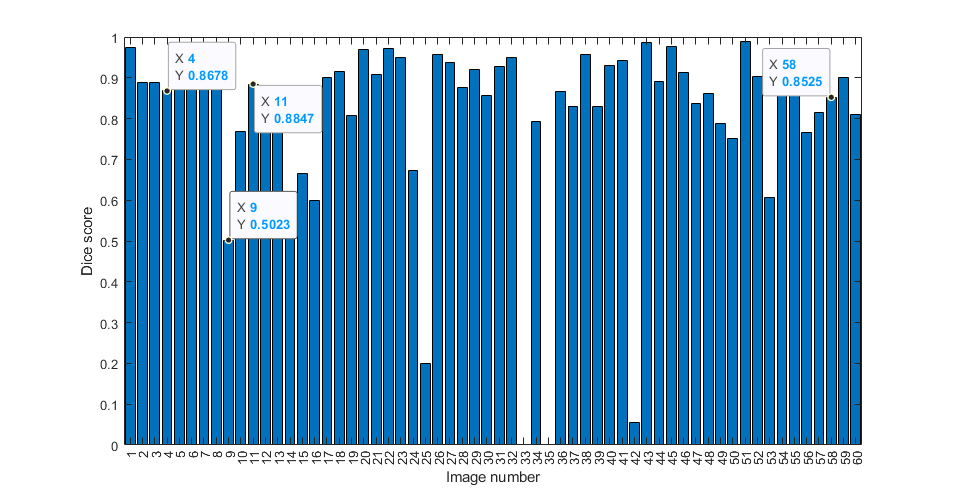 1
0.9
0.8
0.7
0.6
0.5
0.4
0.3
0.2
0.1
0
Dice score
X 4
Y 0.8678
X 11
Y 0.8847
X 9
Y 0.5023
X 58
Y 0.8525
1 2 3 4 5 6 7 8 9 10 11 12 13 14 15 16 17 18 19 20 21 22 23 24 25 26 27 28 29 30 31 32 33 34 35 36 37 38 39 40 41 42 43 44 45 46 47 48 49 50 51 52 53 54 55 56 57 58 59 60
Image number